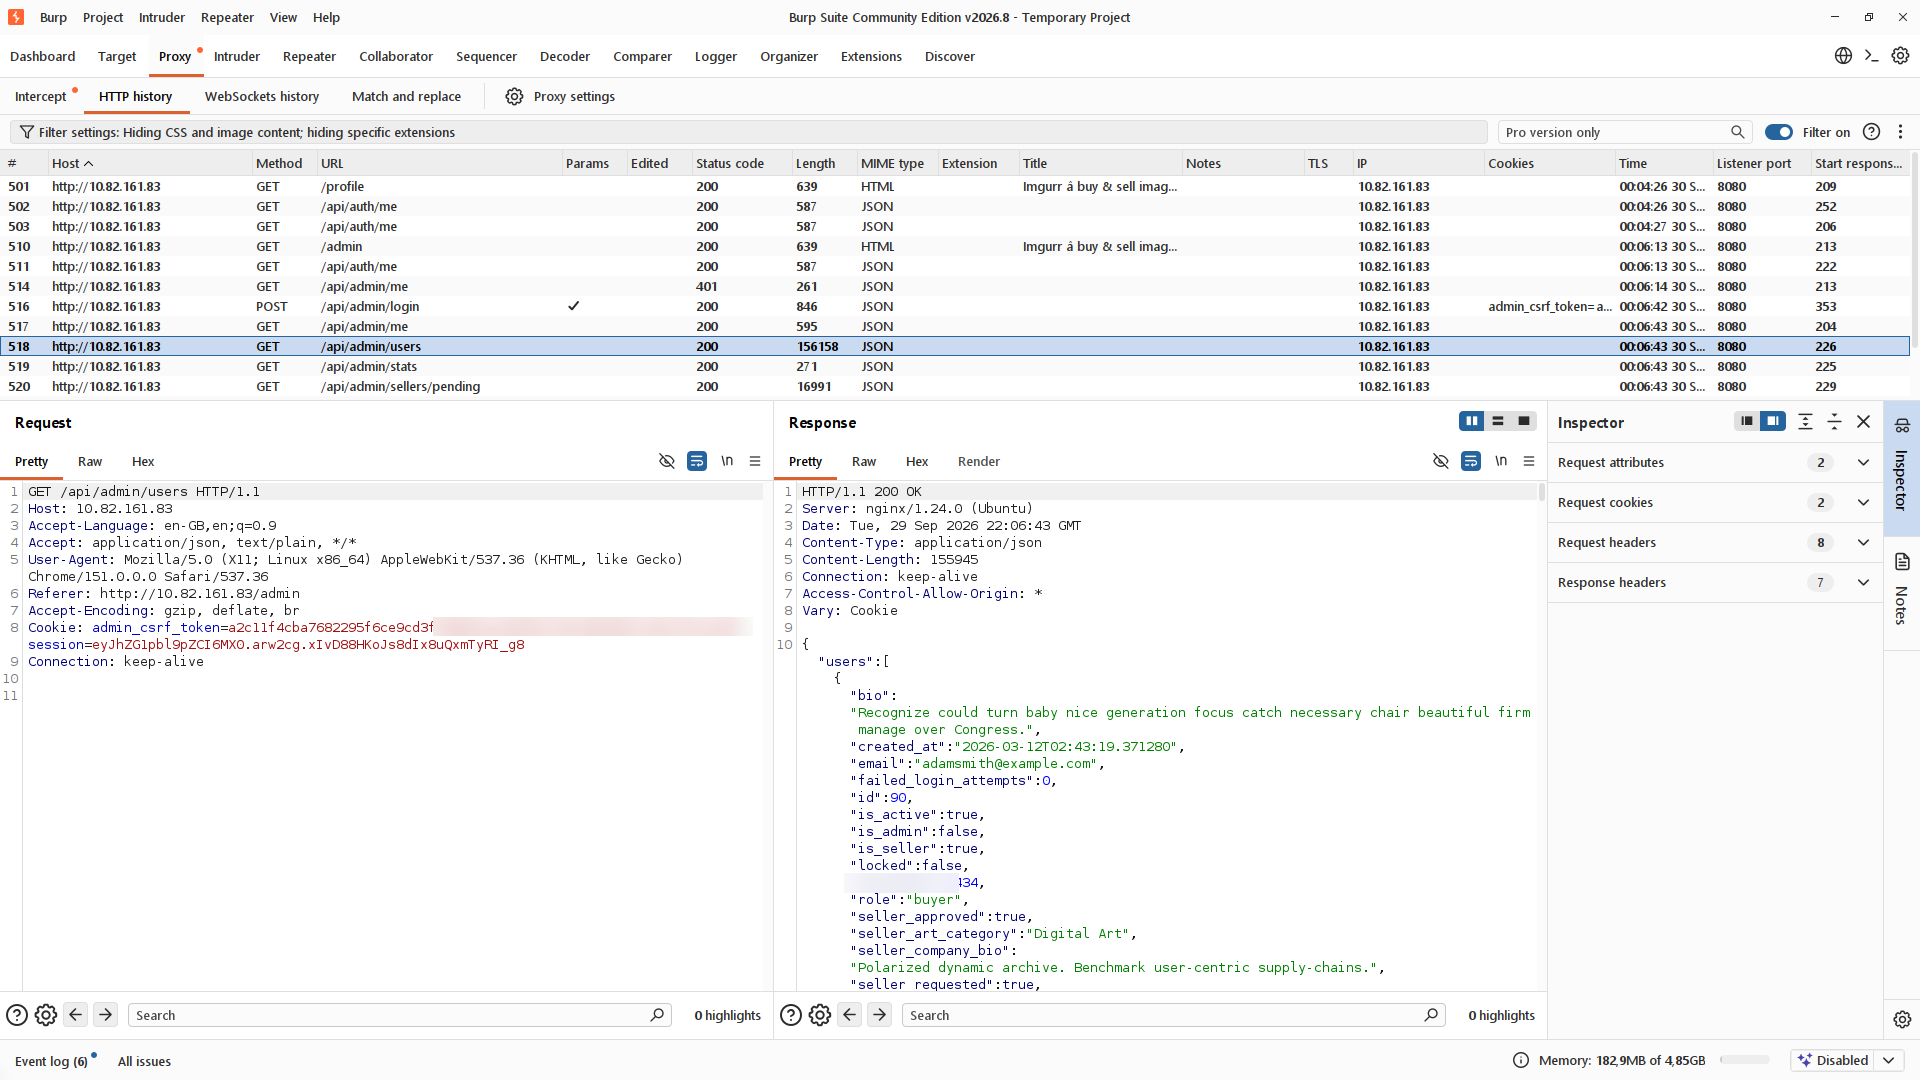 Burp Project Intruder Repeater View Help
Burp Suite Community Edition v2026.8 - Temporary Project
Dashboard Target Proxy Intruder Repeater Collaborator Sequencer Decoder Comparer Logger Organizer Extensions Discover
Intercept HTTP history WebSockets history Match and replace Proxy settings
Filter settings: Hiding CSS and image content; hiding specific extensions
Pro version only
Filter on
# Host Method URL Params Edited Status code Length MIME type Extension Title Notes TLS IP Cookies Time Listener port Start respons...
501 http://10.82.161.83 GET /profile 200 639 HTML Imgurr â buy & sell imag... 10.82.161.83 00:04:26 30 S... 8080 209
502 http://10.82.161.83 GET /api/auth/me 200 587 JSON 10.82.161.83 00:04:26 30 S... 8080 252
503 http://10.82.161.83 GET /api/auth/me 200 587 JSON 10.82.161.83 00:04:27 30 S... 8080 206
510 http://10.82.161.83 GET /admin 200 639 HTML Imgurr â buy & sell imag... 10.82.161.83 00:06:13 30 S... 8080 213
511 http://10.82.161.83 GET /api/auth/me 200 587 JSON 10.82.161.83 00:06:13 30 S... 8080 222
514 http://10.82.161.83 GET /api/admin/me 401 261 JSON 10.82.161.83 00:06:14 30 S... 8080 213
516 http://10.82.161.83 POST /api/admin/login ✓ 200 846 JSON 10.82.161.83 admin_csrf_token=a... 00:06:42 30 S... 8080 353
517 http://10.82.161.83 GET /api/admin/me 200 595 JSON 10.82.161.83 00:06:43 30 S... 8080 204
518 http://10.82.161.83 GET /api/admin/users 200 156158 JSON 10.82.161.83 00:06:43 30 S... 8080 226
519 http://10.82.161.83 GET /api/admin/stats 200 271 JSON 10.82.161.83 00:06:43 30 S... 8080 225
520 http://10.82.161.83 GET /api/admin/sellers/pending 200 16991 JSON 10.82.161.83 00:06:43 30 S... 8080 229
Request
Pretty Raw Hex
\n
1 GET /api/admin/users HTTP/1.1
2 Host: 10.82.161.83
3 Accept-Language: en-GB,en;q=0.9
4 Accept: application/json, text/plain, */*
5 User-Agent: Mozilla/5.0 (X11; Linux x86_64) AppleWebKit/537.36 (KHTML, like Gecko)
Chrome/151.0.0.0 Safari/537.36
6 Referer: http://10.82.161.83/admin
7 Accept-Encoding: gzip, deflate, br
8 Cookie: admin_csrf_token=a2c11f4cba7682295f6ce9cd3f
session=eyJhZG1pbl9pZCI6MX0.arw2cg.xIvD88HKoJs8dIx8uQxmTyRI_g8
9 Connection: keep-alive
10
11
Search
0 highlights
Response
Pretty Raw Hex Render
\n
1 HTTP/1.1 200 OK
2 Server: nginx/1.24.0 (Ubuntu)
3 Date: Tue, 29 Sep 2026 22:06:43 GMT
4 Content-Type: application/json
5 Content-Length: 155945
6 Connection: keep-alive
7 Access-Control-Allow-Origin: *
8 Vary: Cookie
9
10 {
"users":[
{
"bio":
"Recognize could turn baby nice generation focus catch necessary chair beautiful firm
manage over Congress.",
"created_at":"2026-03-12T02:43:19.371280",
"email":"adamsmith@example.com",
"failed_login_attempts":0,
"id":90,
"is_active":true,
"is_admin":false,
"is_seller":true,
"locked":false,
434,
"role":"buyer",
"seller_approved":true,
"seller_art_category":"Digital Art",
"seller_company_bio":
"Polarized dynamic archive. Benchmark user-centric supply-chains.",
"seller_requested":true,
Search
0 highlights
Inspector
Request attributes 2
Request cookies 2
Request headers 8
Response headers 7
Inspector
Notes
Event log (6) All issues
Memory: 182,9MB of 4,85GB
Disabled